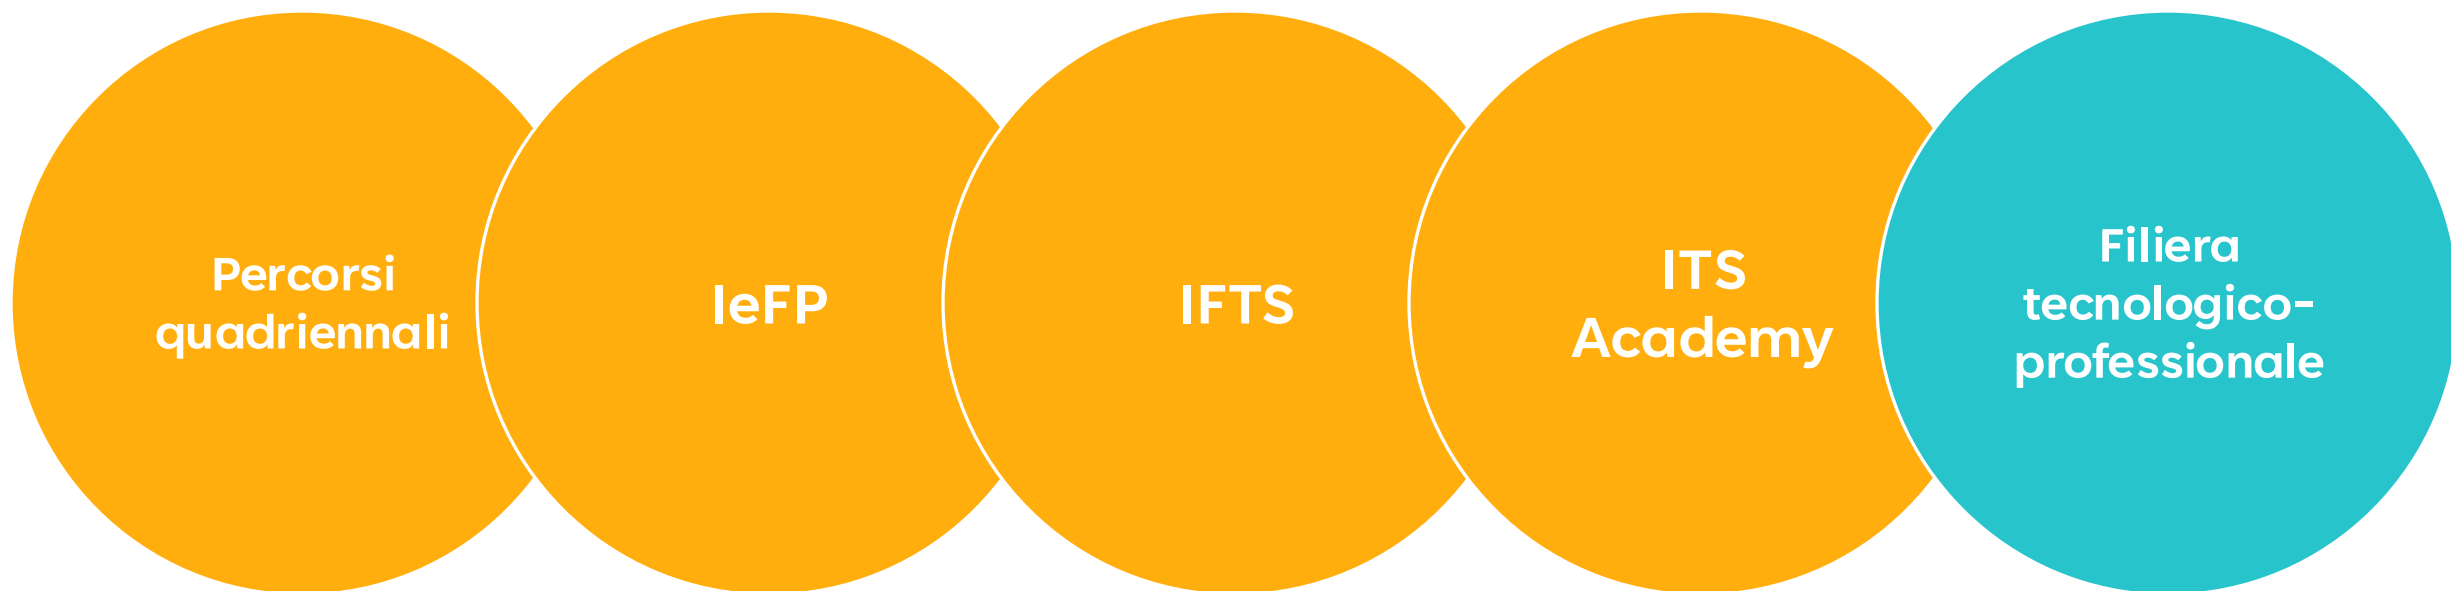 Percorsi
quadriennali
IeFP
IFTS
ITS
Academy
Filiera
tecnologico-
professionale